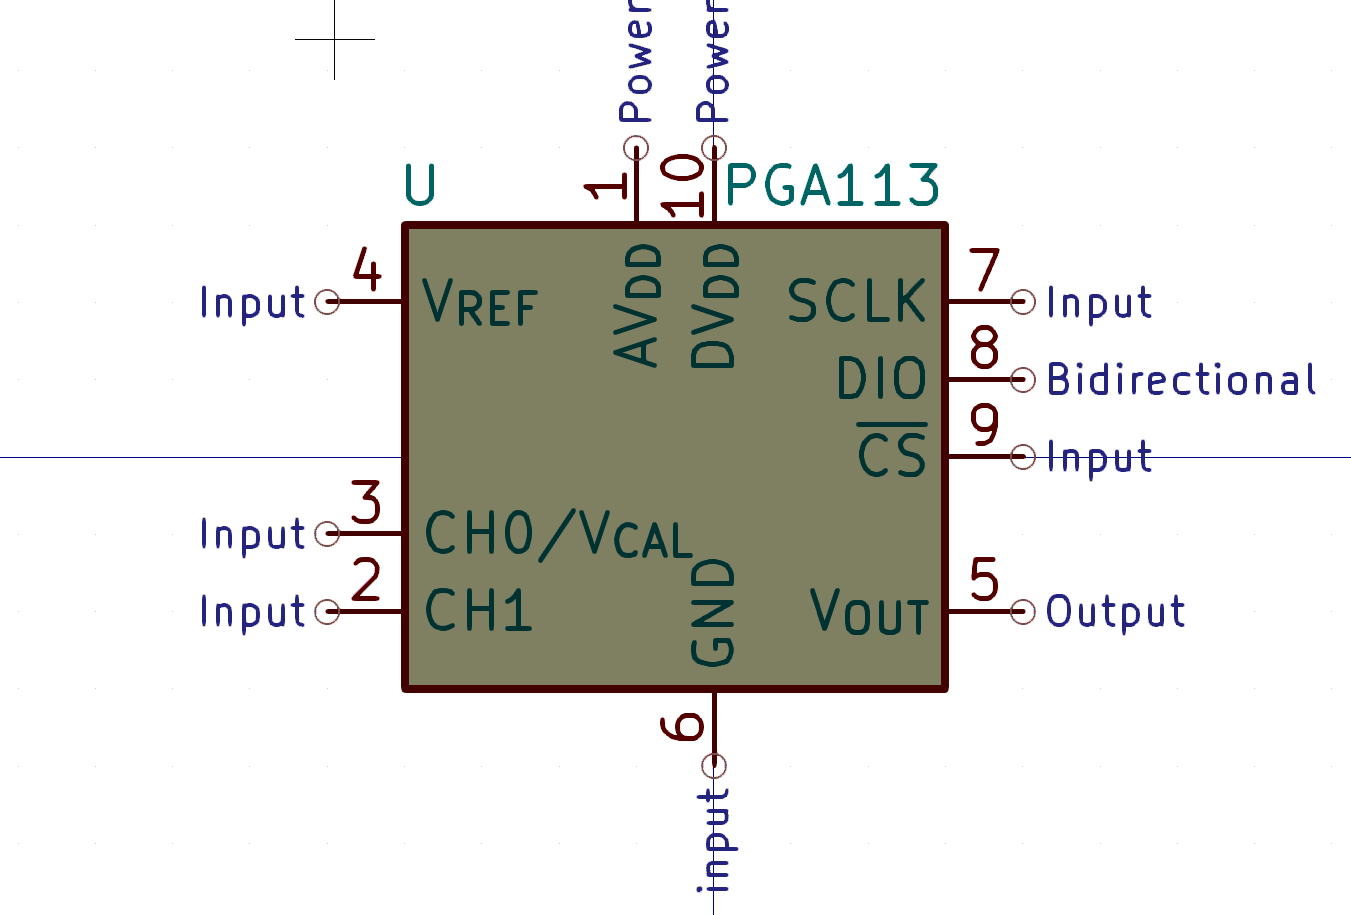 Power
Power
U
1
10
PGA113
Input
4
VREF
AVDD
DVDD
SCLK
7
Input
DIO
8
Bidirectional
CS
9
Input
Input
3
CH0/VCAL
Input
2
CH1
GND
VOUT
5
Output
6
input